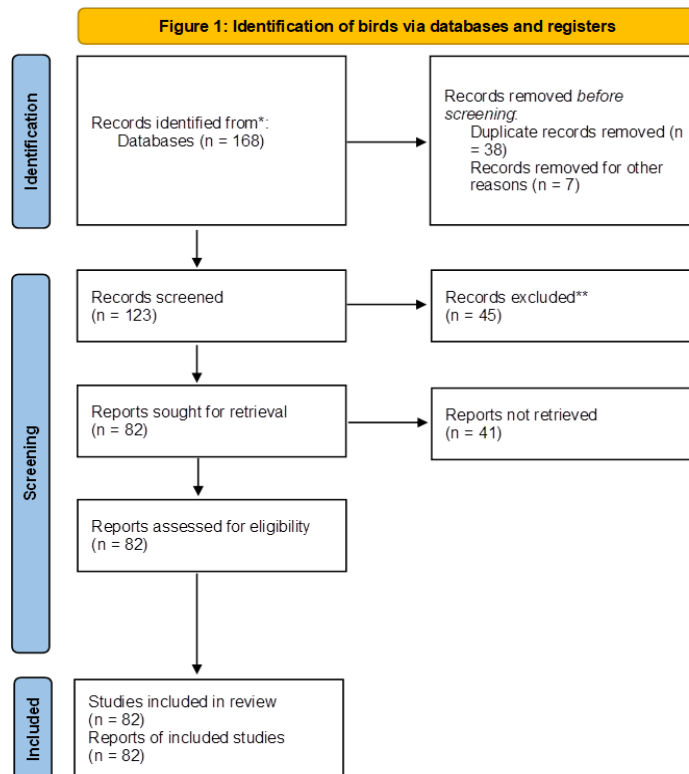 Figure 1: Identification of birds via databases and registers
Identification
Records identified from*:
Databases (n = 168)
Records removed before
screening:
Duplicate records removed (n
= 38)
Records removed for other
reasons (n = 7)
Screening
Records screened
(n = 123)
Records excluded**
(n = 45)
Reports sought for retrieval
(n = 82)
Reports not retrieved
(n = 41)
Reports assessed for eligibility
(n = 82)
Included
Studies included in review
(n = 82)
Reports of included studies
(n = 82)